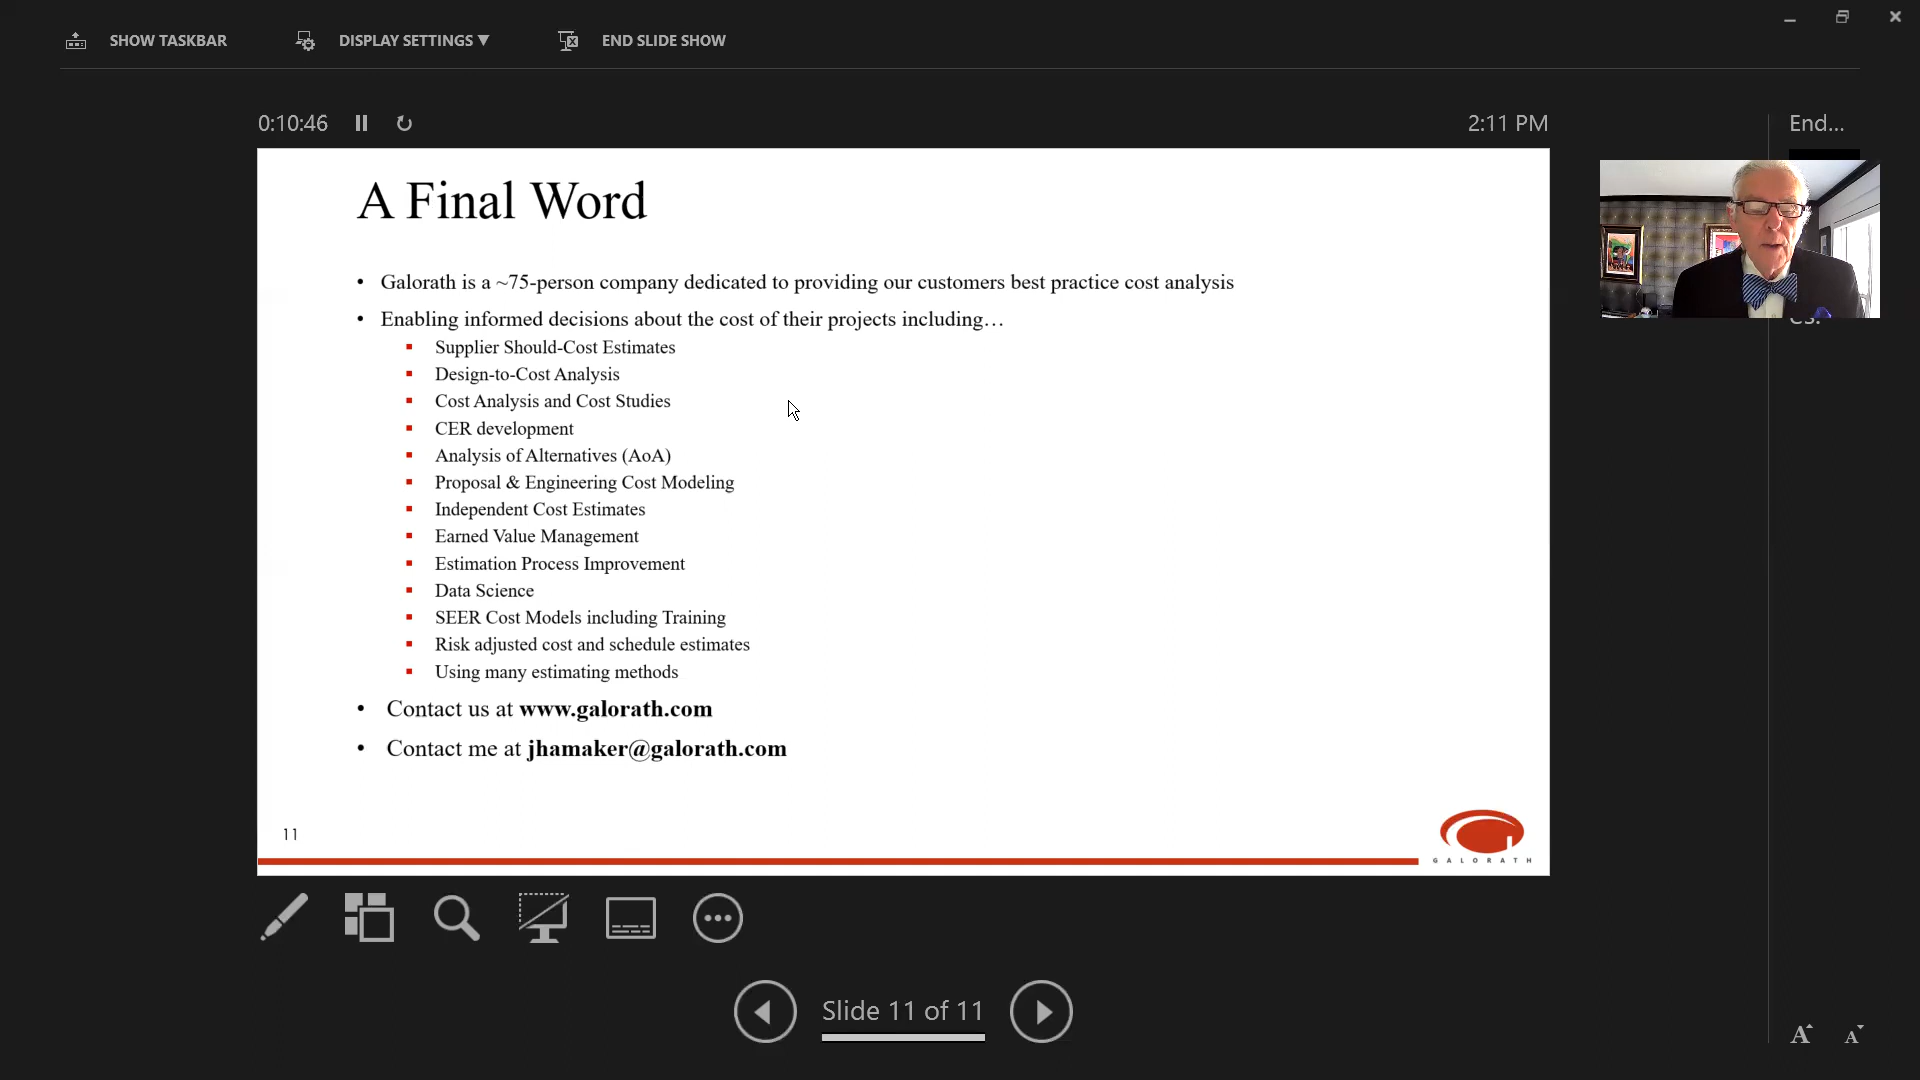 SHOW TASKBAR
DISPLAY SETTINGS ▼
END SLIDE SHOW
0:10:46
2:11 PM
End...
A Final Word
• Galorath is a ~75-person company dedicated to providing our customers best practice cost analysis
• Enabling informed decisions about the cost of their projects including…
▪ Supplier Should-Cost Estimates
▪ Design-to-Cost Analysis
▪ Cost Analysis and Cost Studies
▪ CER development
▪ Analysis of Alternatives (AoA)
▪ Proposal & Engineering Cost Modeling
▪ Independent Cost Estimates
▪ Earned Value Management
▪ Estimation Process Improvement
▪ Data Science
▪ SEER Cost Models including Training
▪ Risk adjusted cost and schedule estimates
▪ Using many estimating methods
• Contact us at www.galorath.com
• Contact me at jhamaker@galorath.com
11
GALORATH
Slide 11 of 11
A A